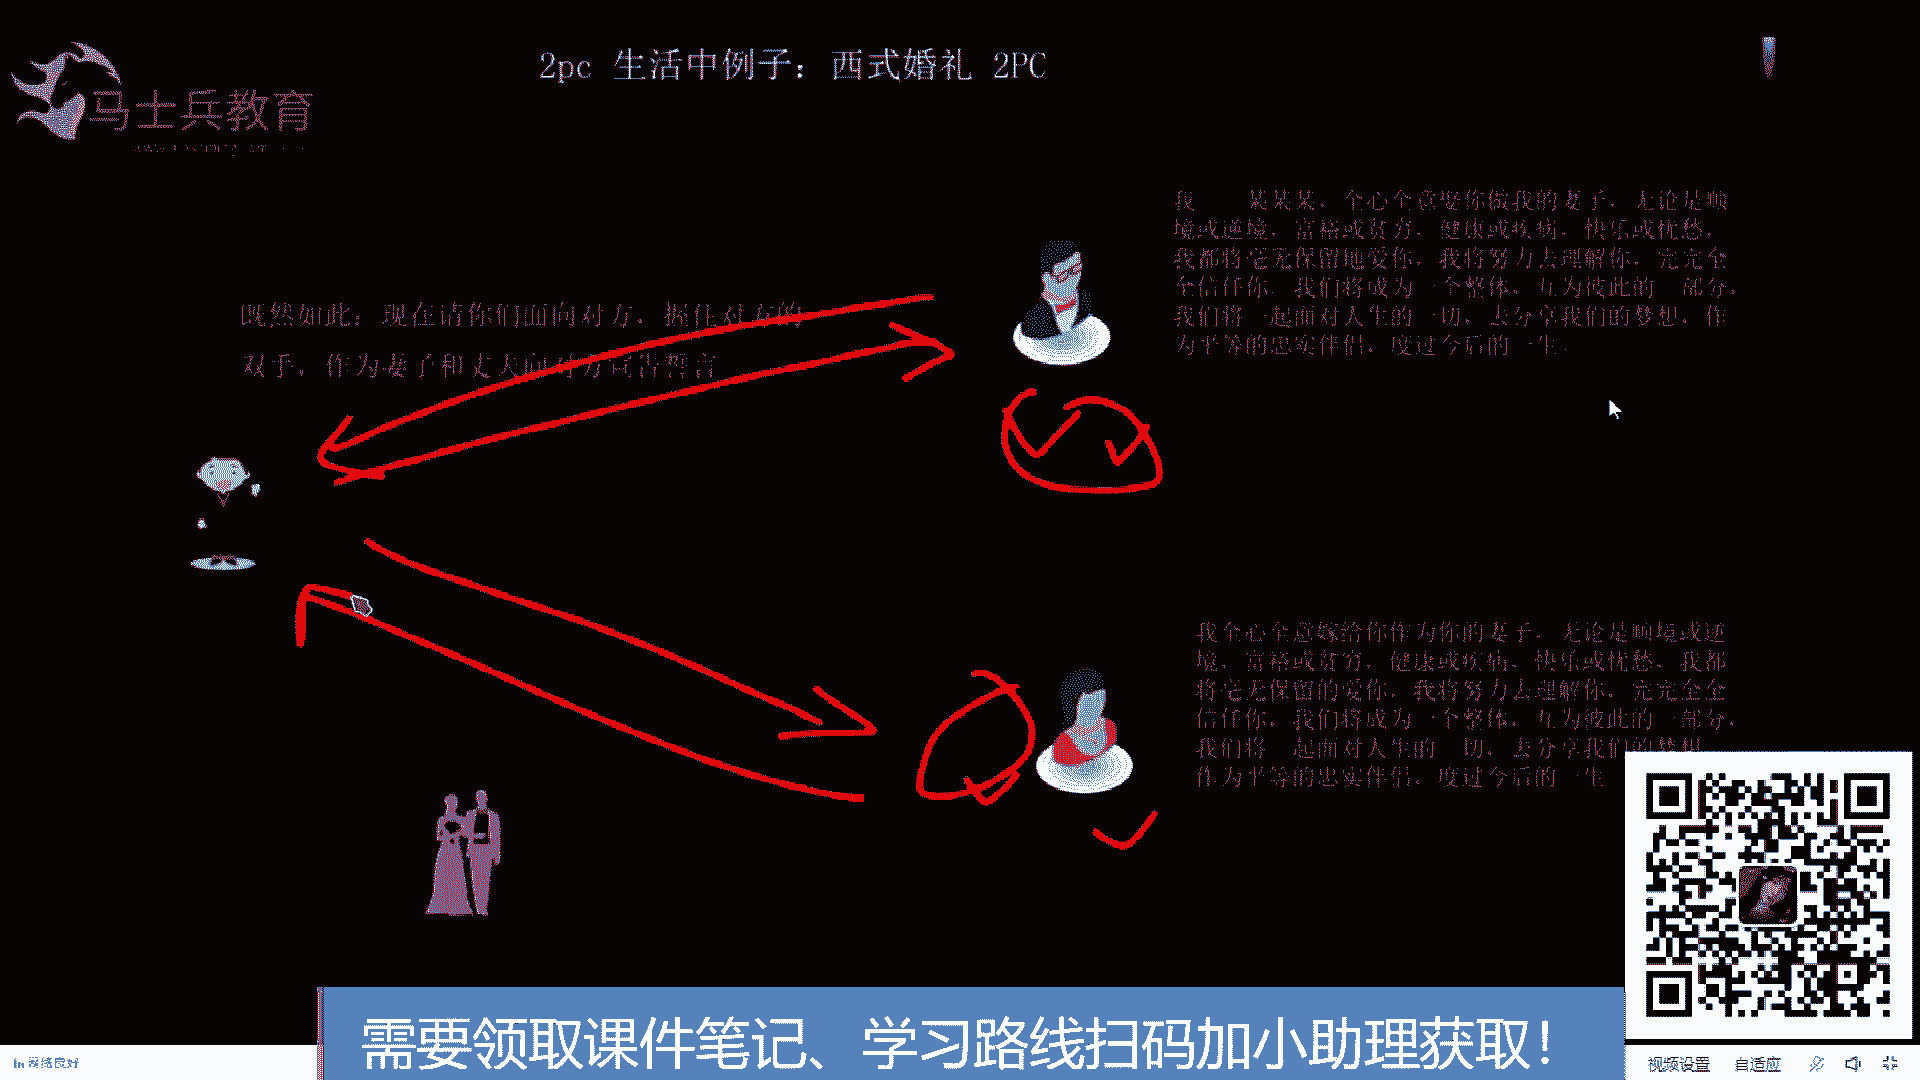 2pc 生活中例子：西式婚礼 2PC
马士兵教育
我 某某某，全心全意娶你做我的妻子，无论是顺
境或逆境，富裕或贫穷，健康或疾病，快乐或忧愁，
我都将毫无保留地爱你，我将努力去理解你，完完全
全信任你。我们将成为一个整体，互为彼此的一部分，
我们将一起面对人生的一切，去分享我们的梦想，作
为平等的忠实伴侣，度过今后的一生。
既然如此：现在请你们面向对方，握住对方的
双手，作为妻子和丈夫向对方宣告誓言
我全心全意嫁给你作为你的妻子，无论是顺境或逆
境，富裕或贫穷，健康或疾病，快乐或忧愁，我都
将毫无保留的爱你，我将努力去理解你，完完全全
信任你，我们将成为一个整体，互为彼此的一部分，
我们将一起面对人生的一切，去分享我们的梦想，
作为平等的忠实伴侣，度过今后的一生
需要领取课件笔记、学习路线扫码加小助理获取！
网络良好
视频设置 自适应